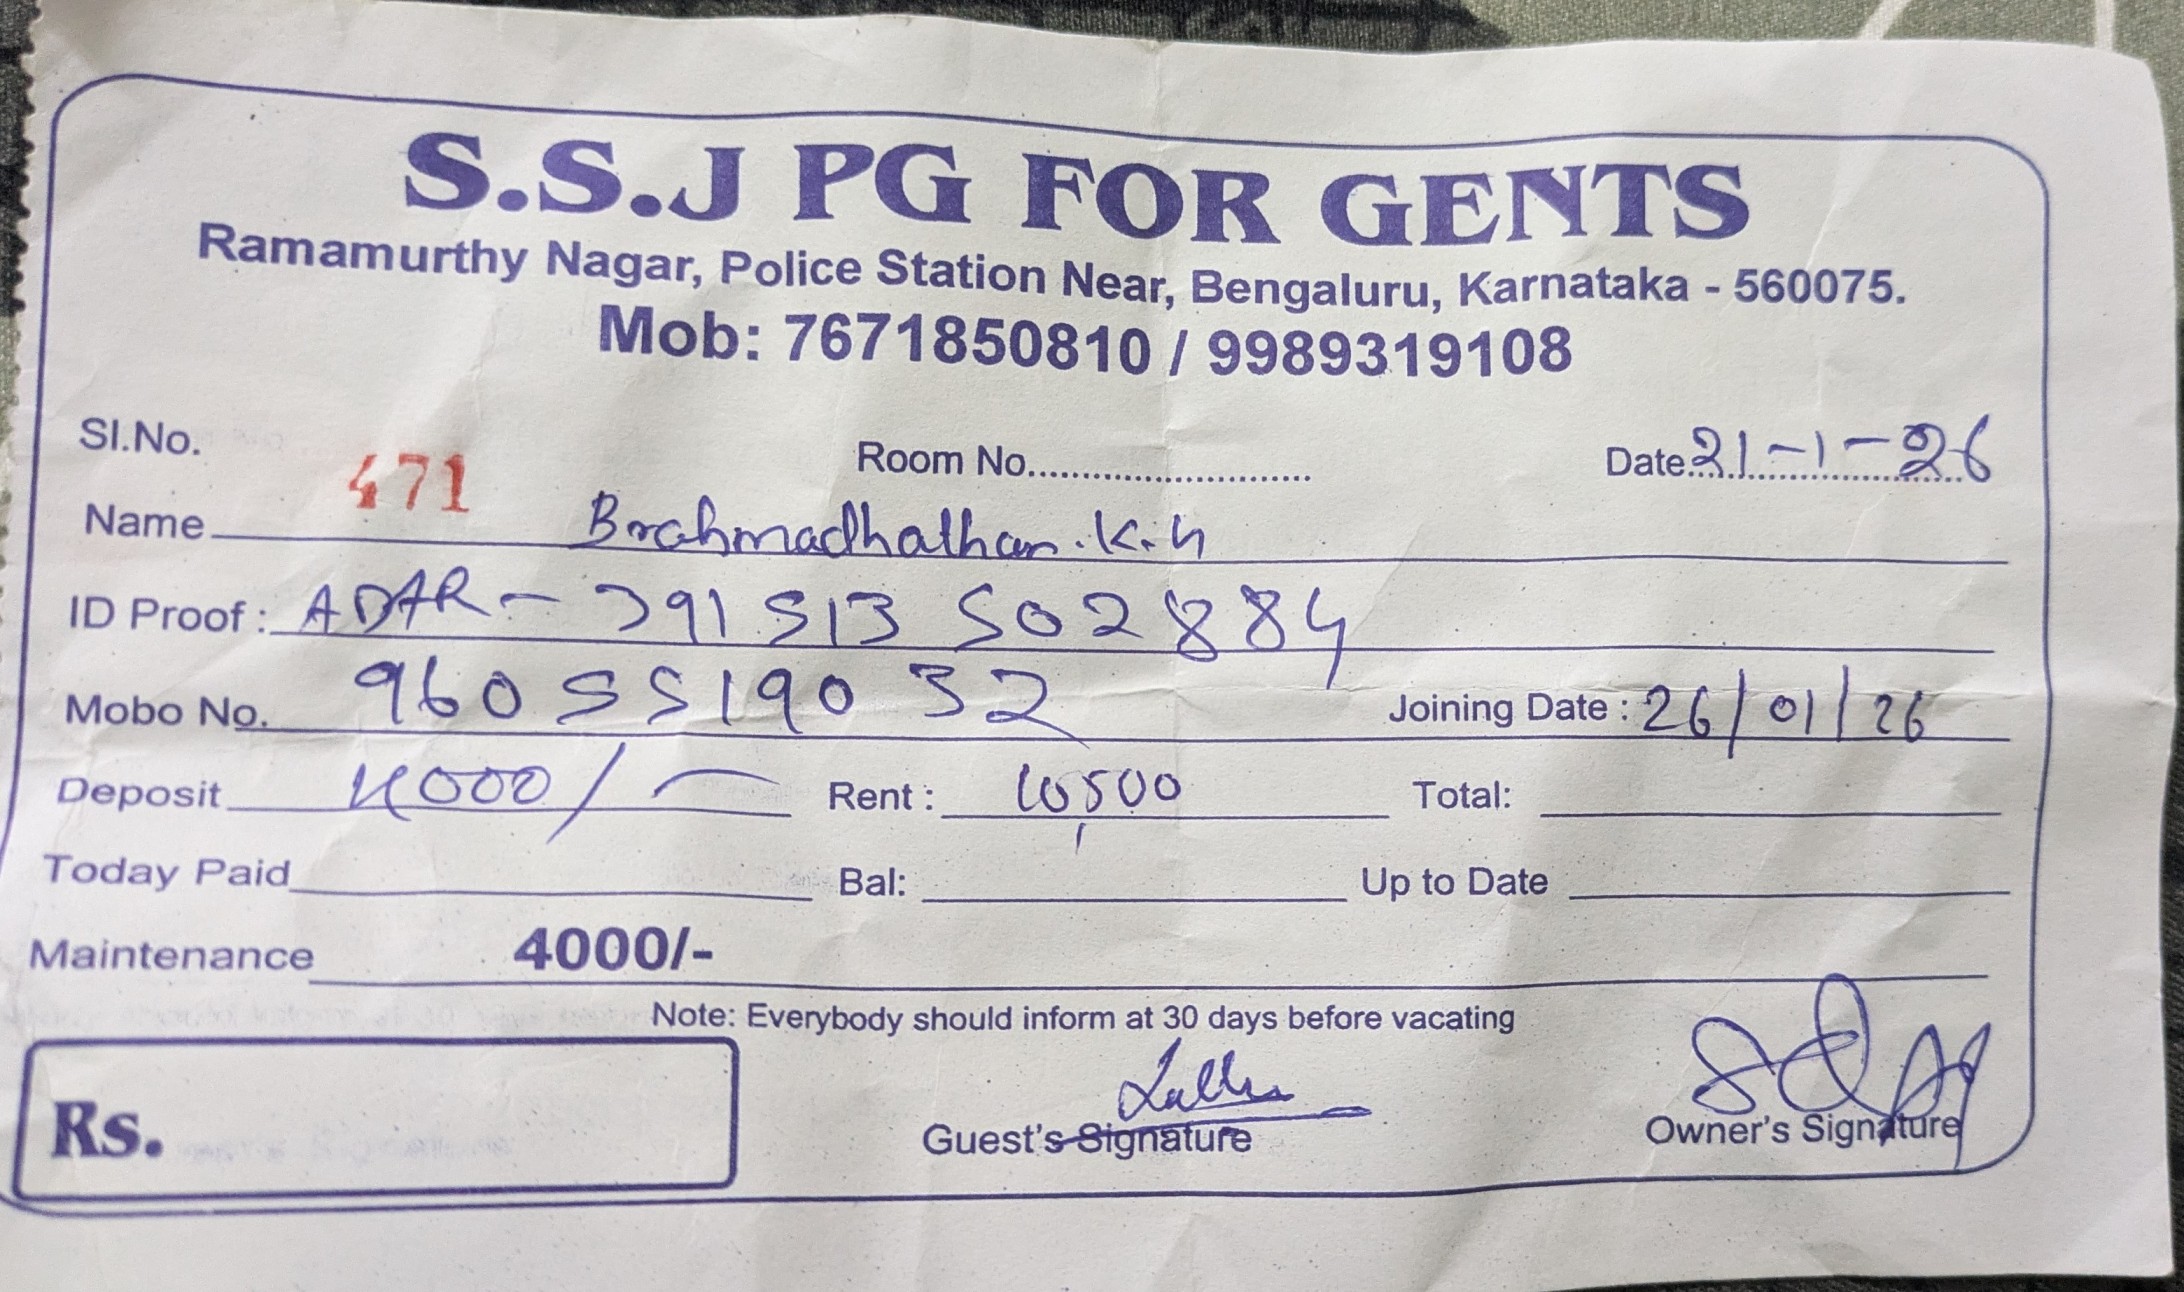 S.S.J PG FOR GENTS
Ramamurthy Nagar, Police Station Near, Bengaluru, Karnataka - 560075.
Mob: 7671850810 / 9989319108
Sl.No. 471 Room No.............................. Date 21-1-26
Name Brahmadhathan.K.H
ID Proof : ADAR - 391513502884
Mobo No. 9605519032 Joining Date : 26/01/26
Deposit 4000/- Rent : 10,500 Total:
Today Paid Bal: Up to Date
Maintenance 4000/-
Note: Everybody should inform at 30 days before vacating
Rs.
Guest's Signature Owner's Signature